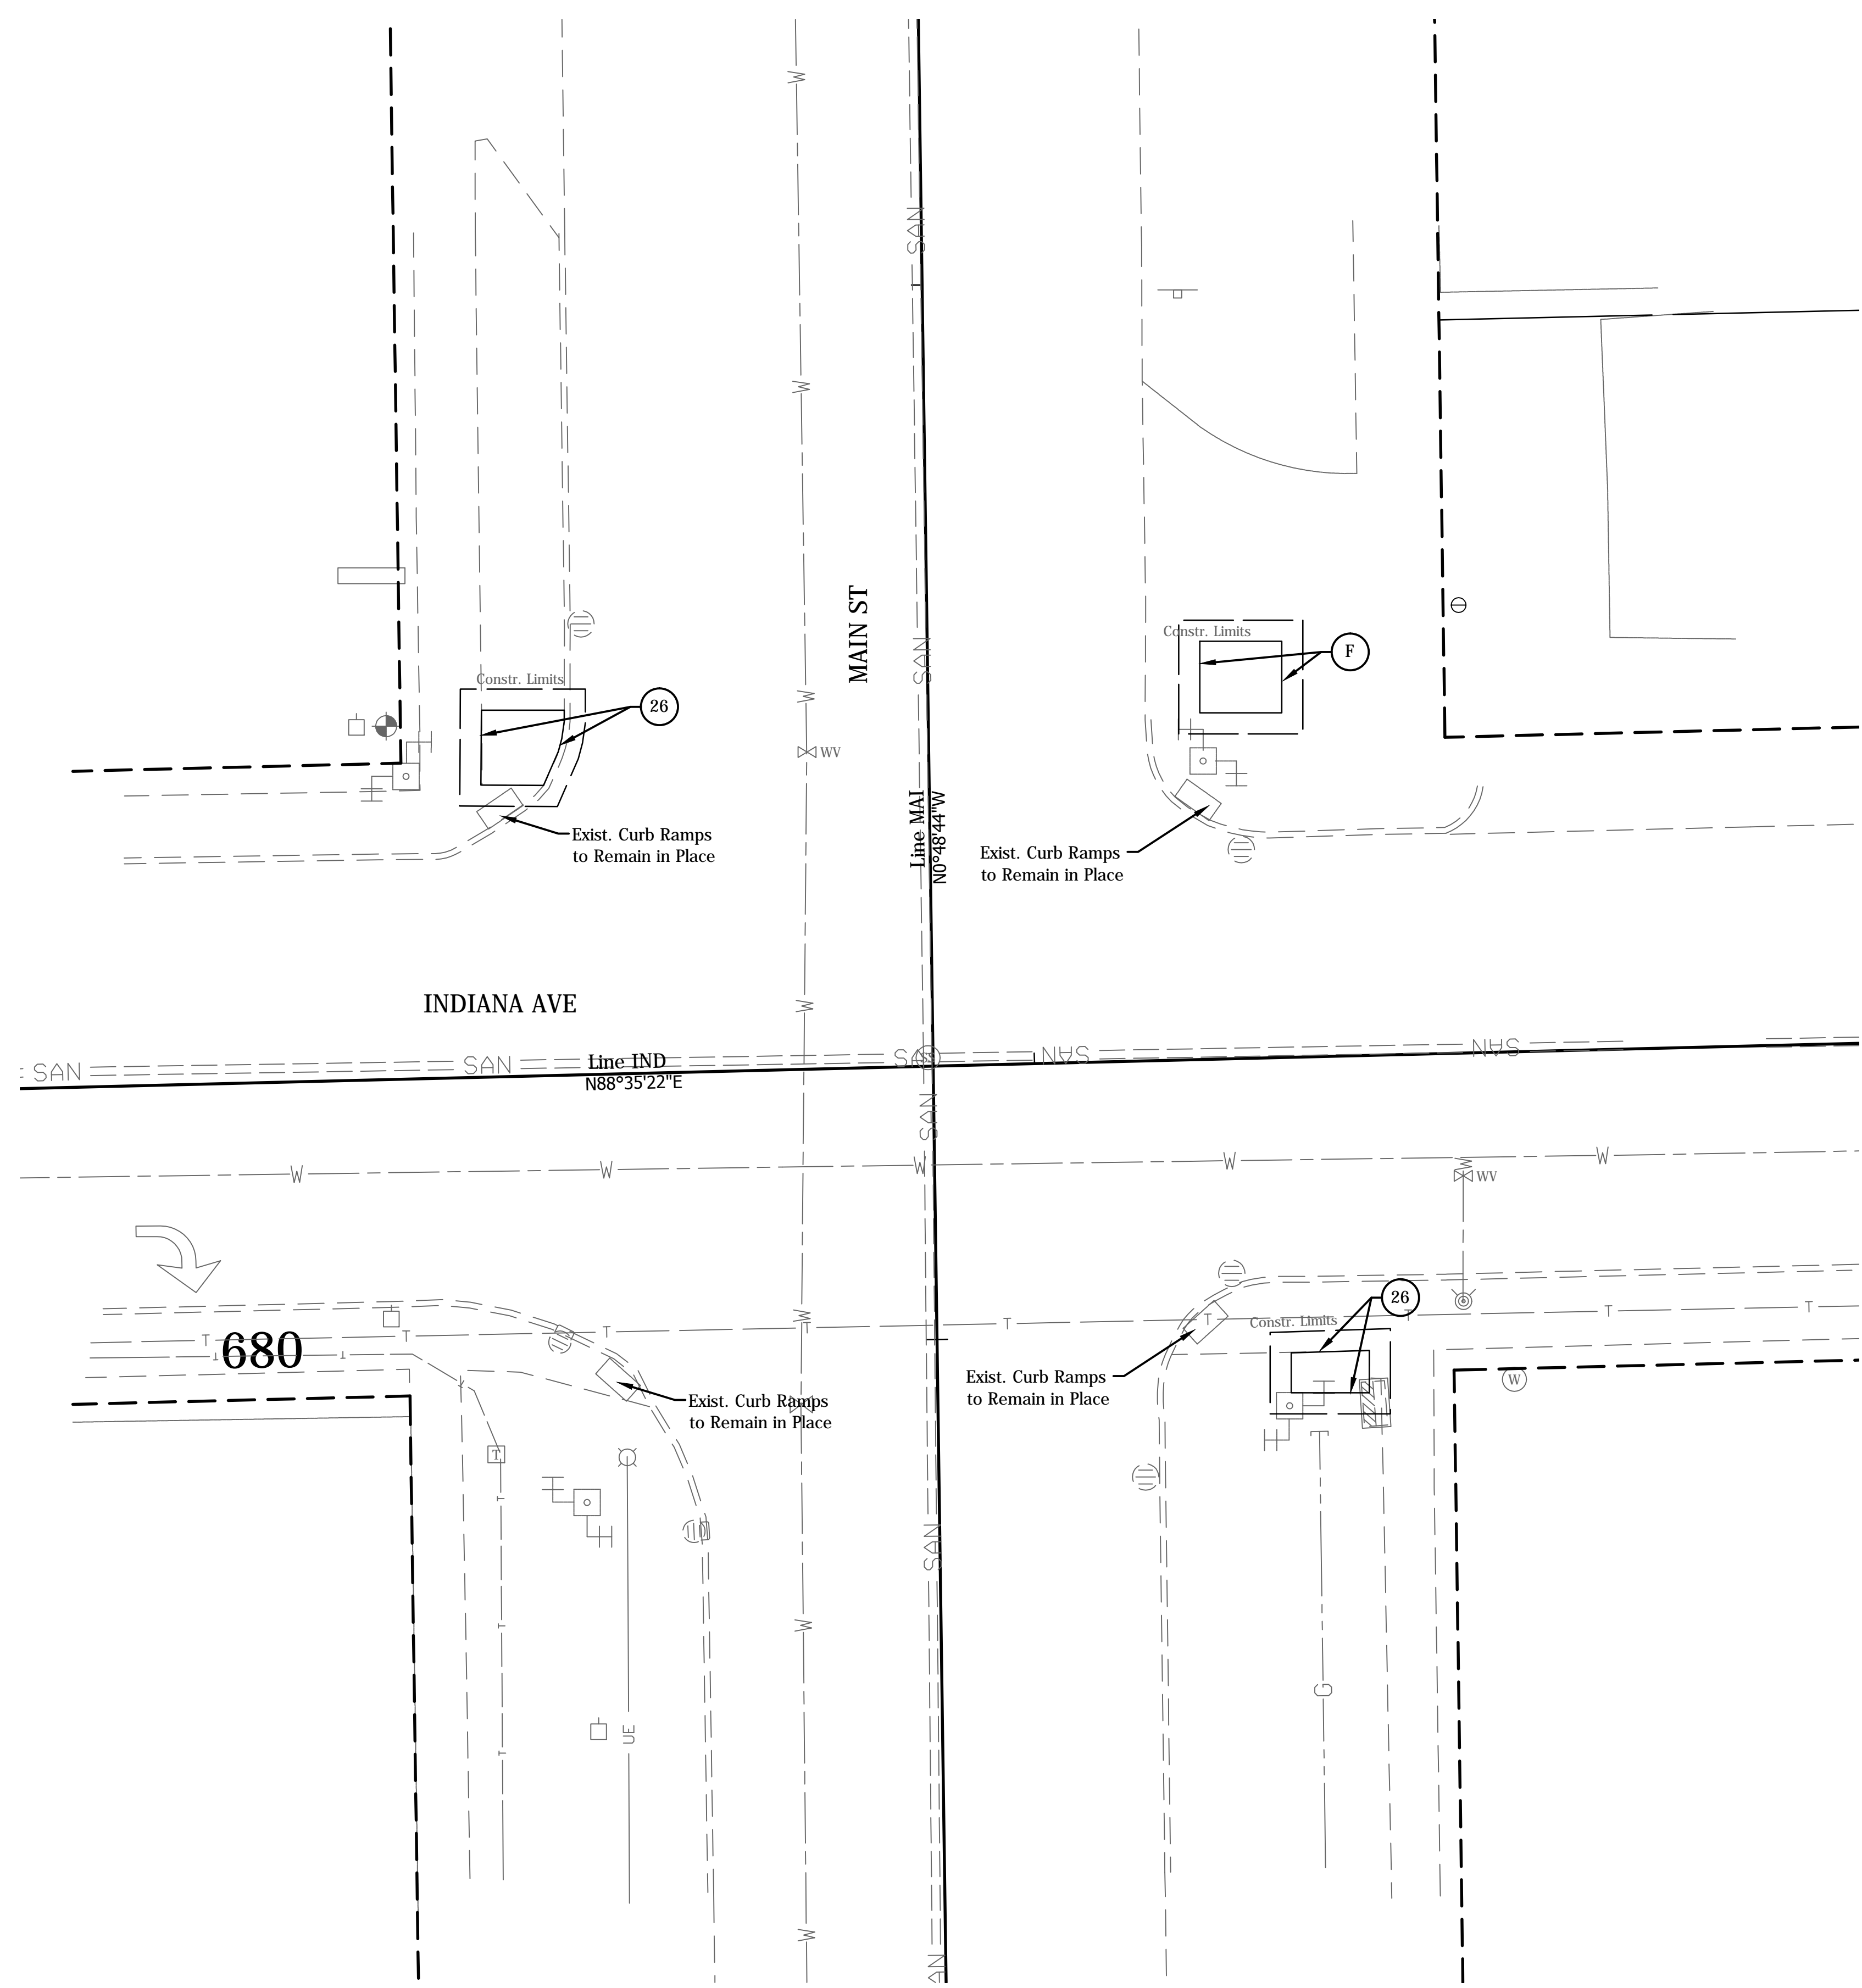 W
SAN
W
MAIN ST
SAN
Constr. Limits
F
Constr. Limits
26
W
WV
Line MAI
N0°48'44"W
Exist. Curb Ramps
to Remain in Place
Exist. Curb Ramps
to Remain in Place
INDIANA AVE
W
SAN
SAN
Line IND
N88°35'22"E
SAN
SAN
SAN
S
SAN
W
W
W
W
W
W
WV
26
W
T
T
T
T
T
T
T
T
T
680
T
T
Constr. Limits
Exist. Curb Ramps
to Remain in Place
W
Exist. Curb Ramps
to Remain in Place
T
T
SAN
T
W
G
UE
T
W
SAN